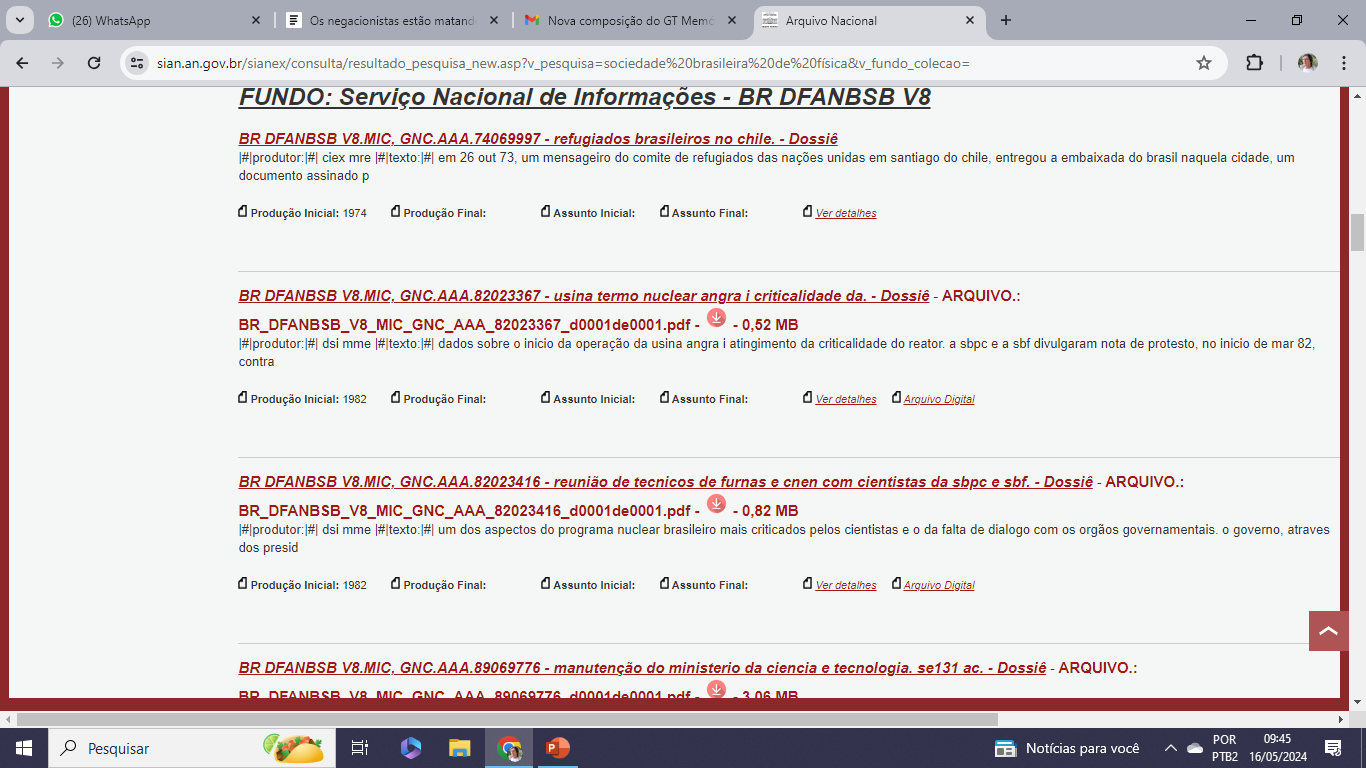 (26) WhatsApp
Os negacionistas estão matand
Nova composição do GT Memó
Arquivo Nacional
sian.an.gov.br/sianex/consulta/resultado_pesquisa_new.asp?v_pesquisa=sociedade%20brasileira%20de%20física&v_fundo_colecao=
FUNDO: Serviço Nacional de Informações - BR DFANBSB V8
BR DFANBSB V8.MIC, GNC.AAA.74069997 - refugiados brasileiros no chile. - Dossiê
|#|produtor:|#| ciex mre |#|texto:|#| em 26 out 73, um mensageiro do comite de refugiados das nações unidas em santiago do chile, entregou a embaixada do brasil naquela cidade, um
documento assinado p
Produção Inicial: 1974 Produção Final: Assunto Inicial: Assunto Final: Ver detalhes
BR DFANBSB V8.MIC, GNC.AAA.82023367 - usina termo nuclear angra i criticalidade da. - Dossiê - ARQUIVO.:
BR_DFANBSB_V8_MIC_GNC_AAA_82023367_d0001de0001.pdf - - 0,52 MB
|#|produtor:|#| dsi mme |#|texto:|#| dados sobre o inicio da operação da usina angra i atingimento da criticalidade do reator. a sbpc e a sbf divulgaram nota de protesto, no inicio de mar 82,
contra
Produção Inicial: 1982 Produção Final: Assunto Inicial: Assunto Final: Ver detalhes Arquivo Digital
BR DFANBSB V8.MIC, GNC.AAA.82023416 - reunião de tecnicos de furnas e cnen com cientistas da sbpc e sbf. - Dossiê - ARQUIVO.:
BR_DFANBSB_V8_MIC_GNC_AAA_82023416_d0001de0001.pdf - - 0,82 MB
|#|produtor:|#| dsi mme |#|texto:|#| um dos aspectos do programa nuclear brasileiro mais criticados pelos cientistas e o da falta de dialogo com os orgãos governamentais. o governo, atraves
dos presid
Produção Inicial: 1982 Produção Final: Assunto Inicial: Assunto Final: Ver detalhes Arquivo Digital
BR DFANBSB V8.MIC, GNC.AAA.89069776 - manutenção do ministerio da ciencia e tecnologia. se131 ac. - Dossiê - ARQUIVO.:
BR_DFANBSB_V8_MIC_GNC_AAA_89069776_d0001de0001.pdf - - 3,06 MB
Pesquisar
Notícias para você
POR
PTB2
09:45
16/05/2024